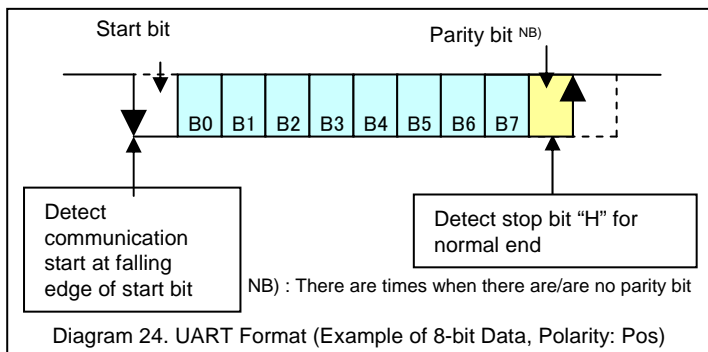 Start bit
Parity bit NB)
B0 B1 B2 B3 B4 B5 B6 B7
Detect
communication
start at falling
edge of start bit
Detect stop bit “H” for
normal end
NB) : There are times when there are/are no parity bit
Diagram 24. UART Format (Example of 8-bit Data, Polarity: Pos)